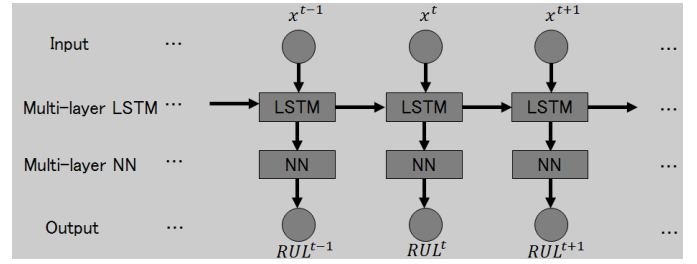 x^{t-1} x^{t} x^{t+1}
Input ... ...
Multi-layer LSTM ... LSTM LSTM LSTM ...
Multi-layer NN ... NN NN NN ...
Output ... ...
RUL^{t-1} RUL^{t} RUL^{t+1}